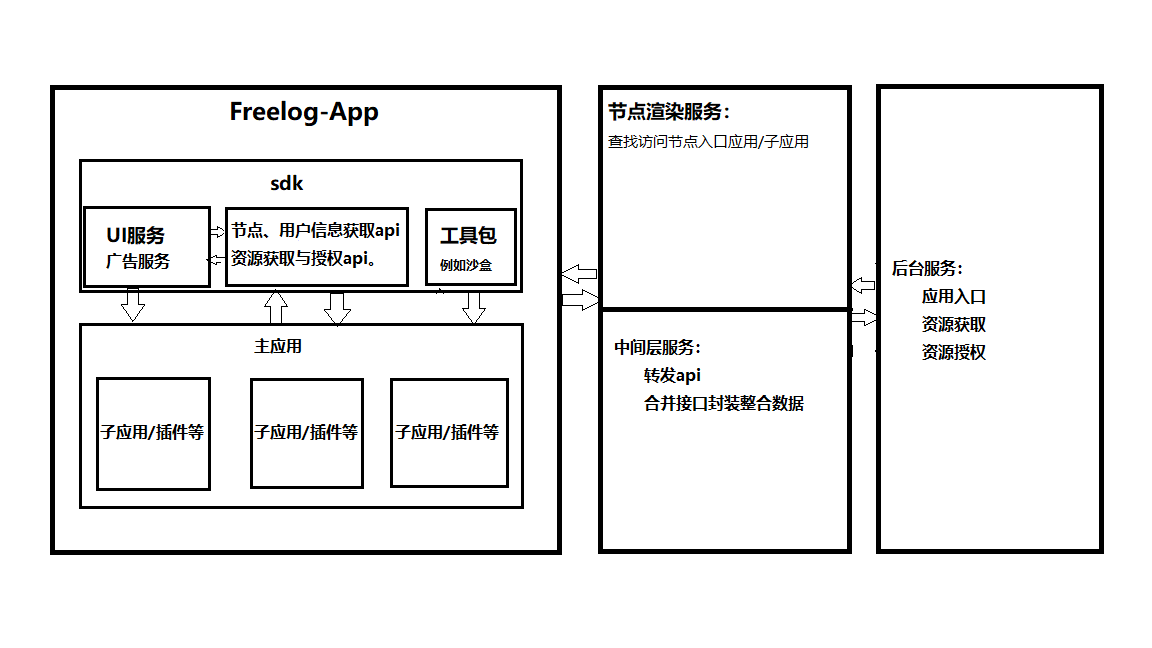 Freelog-App
sdk
UI服务
广告服务
节点、用户信息获取api
资源获取与授权api。
工具包
例如沙盒
主应用
子应用/插件等
子应用/插件等
子应用/插件等
节点渲染服务：
查找访问节点入口应用/子应用
中间层服务：
转发api
合并接口封装整合数据
后台服务：
应用入口
资源获取
资源授权